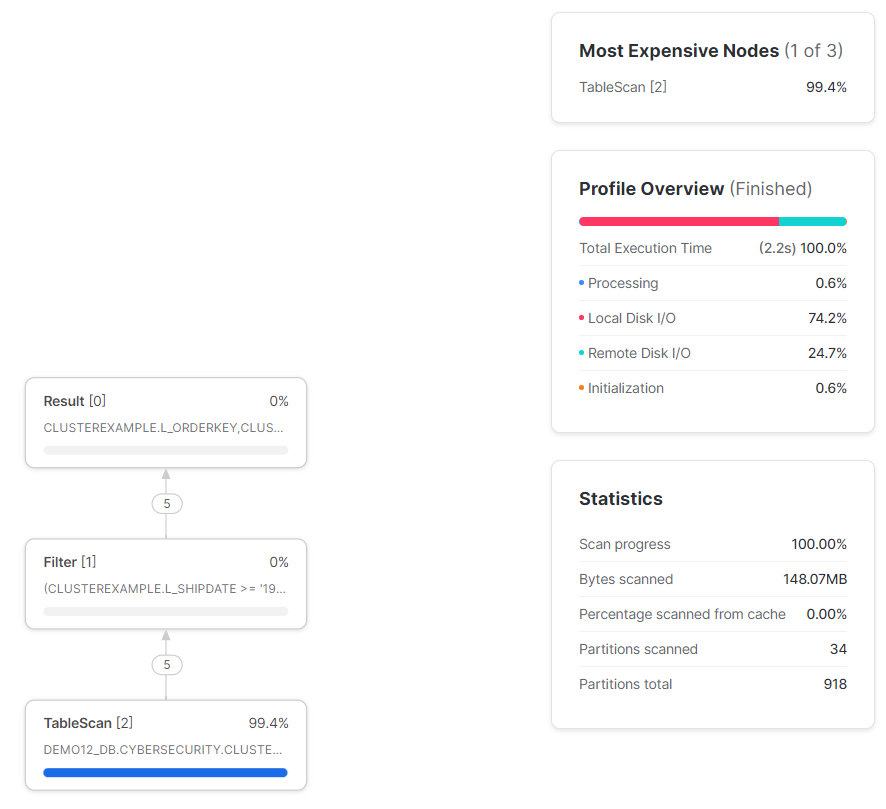 Most Expensive Nodes (1 of 3)
TableScan [2] 99.4%
Profile Overview (Finished)
Total Execution Time (2.2s) 100.0%
Processing 0.6%
Local Disk I/O 74.2%
Remote Disk I/O 24.7%
Initialization 0.6%
Result [0] 0%
CLUSTEREXAMPLE.L_ORDERKEY,CLUS...
5
Filter [1] 0%
(CLUSTEREXAMPLE.L_SHIPDATE >= '19...
5
TableScan [2] 99.4%
DEMO12_DB.CYBERSECURITY.CLUSTE...
Statistics
Scan progress 100.00%
Bytes scanned 148.07MB
Percentage scanned from cache 0.00%
Partitions scanned 34
Partitions total 918